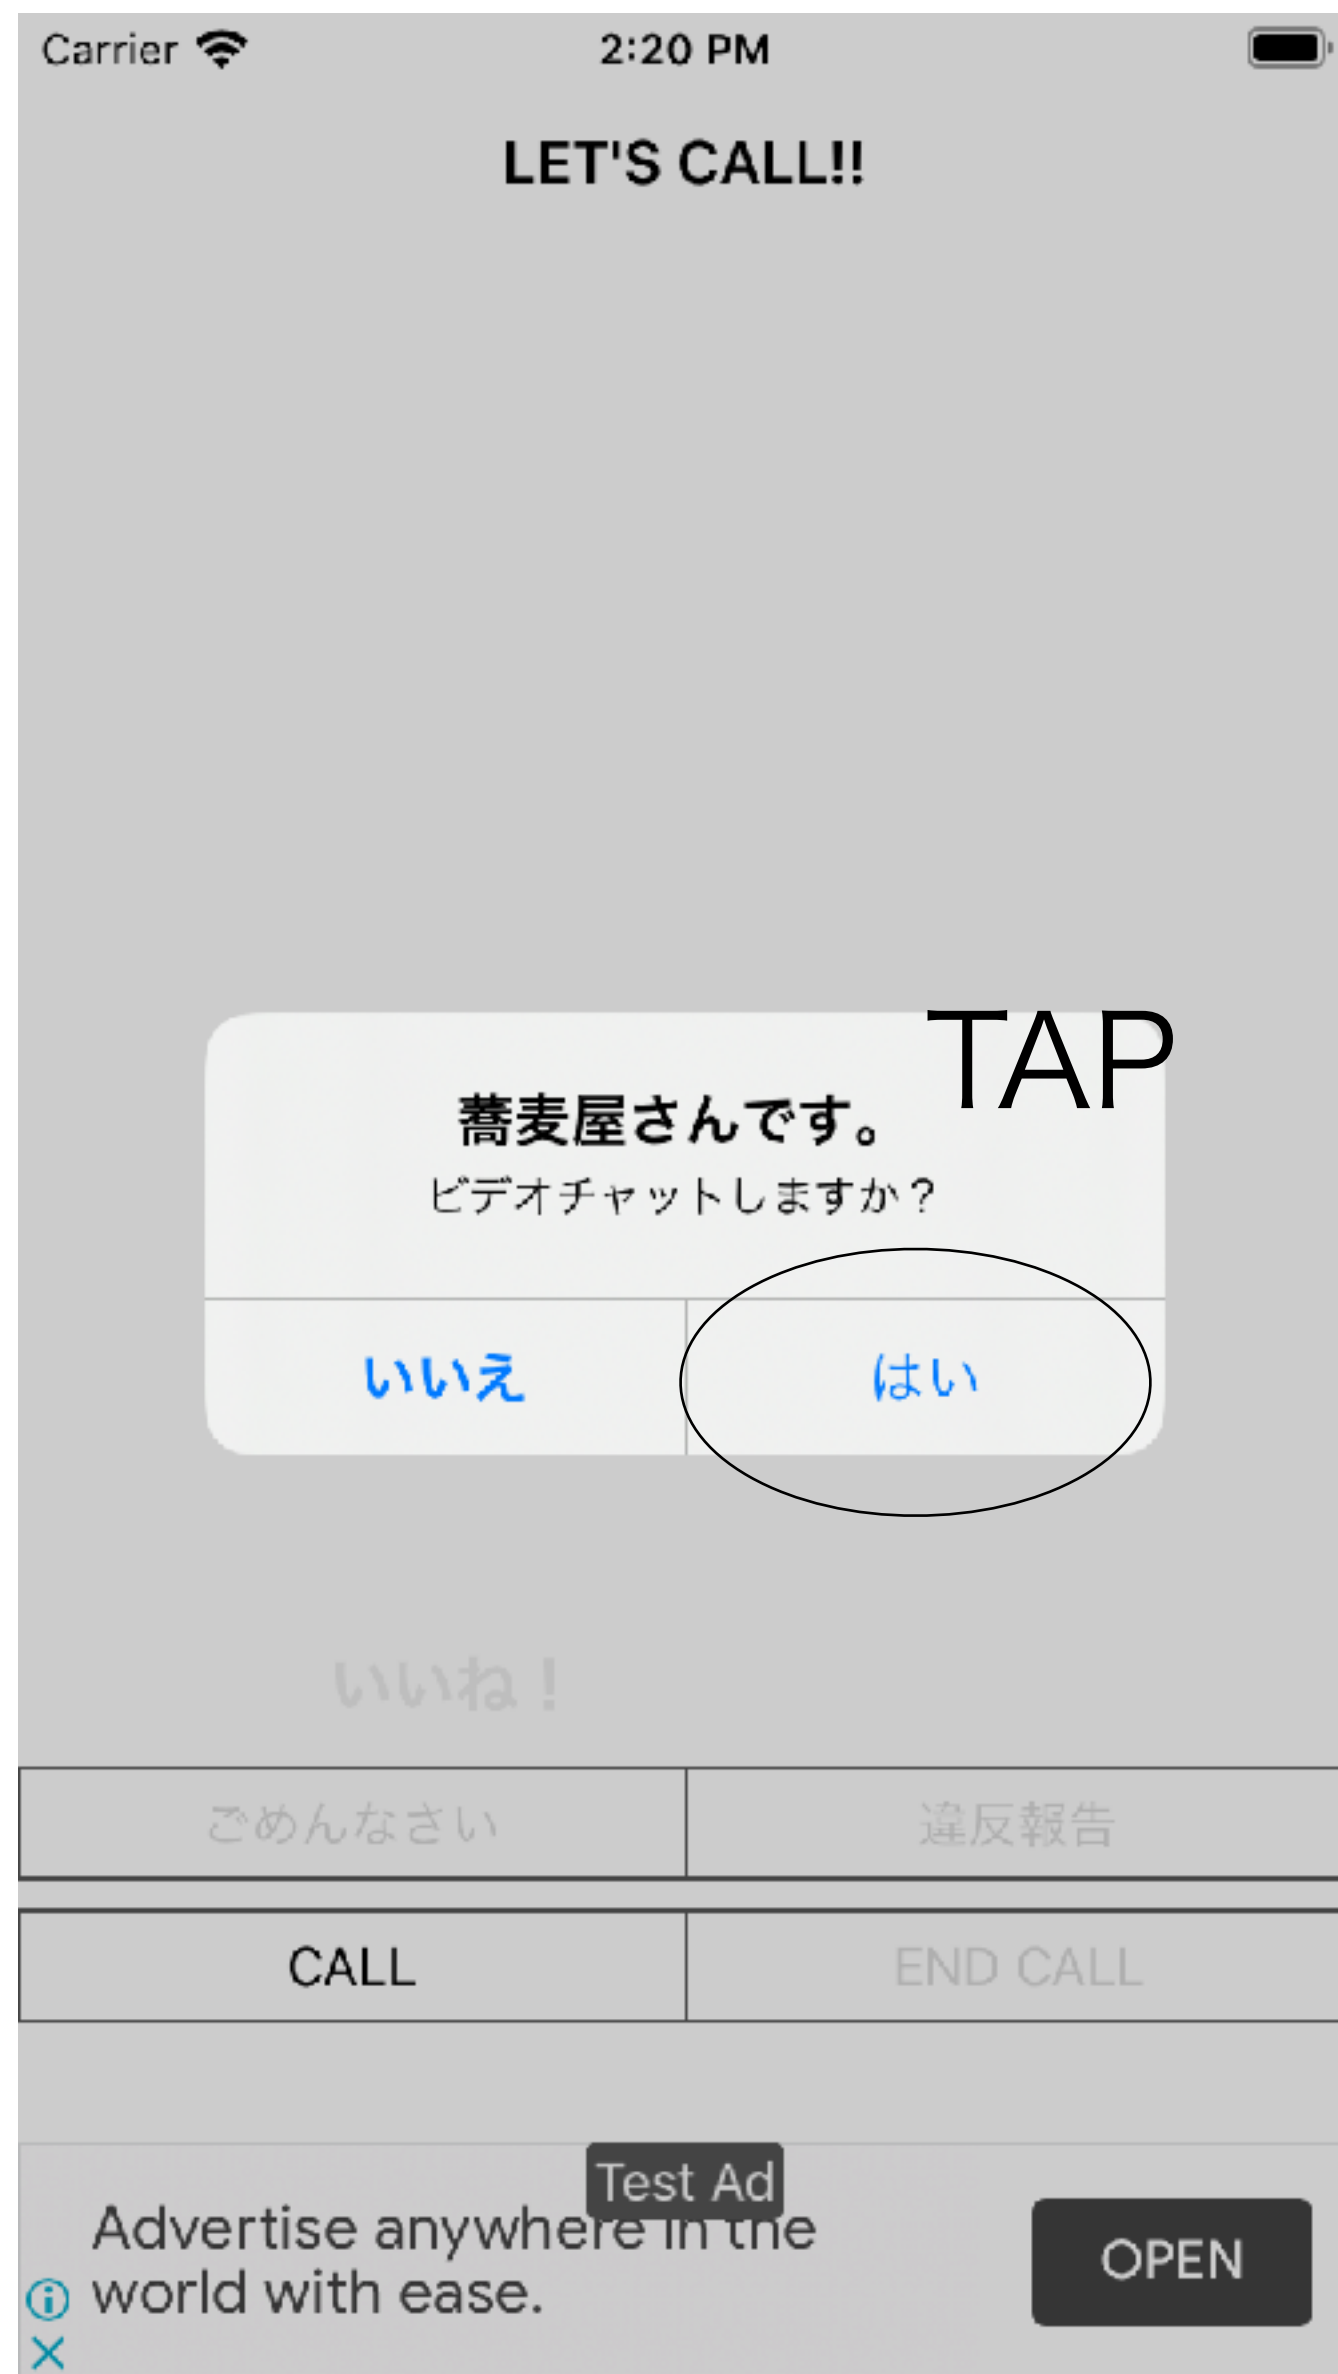 Carrier 2:20 PM
LET'S CALL!!
TAP
蕎麦屋さんです。
ビデオチャットしますか？
いいえ はい
いいね！
ごめんなさい 違反報告
CALL END CALL
Test Ad
Advertise anywhere in the
world with ease.
OPEN